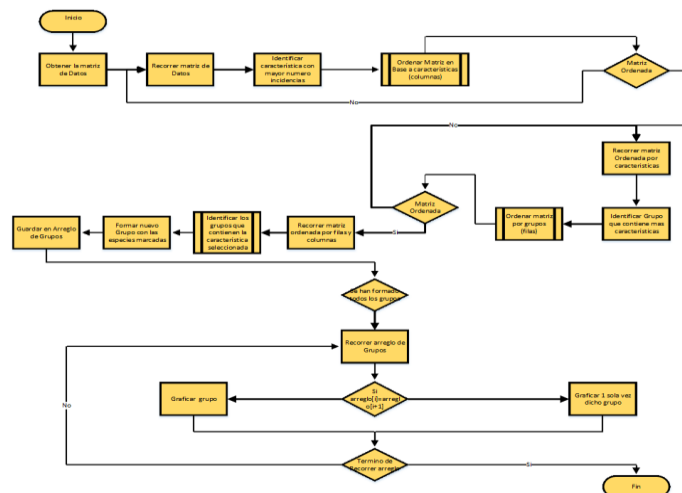 Inicio
Obtener la matriz
de Datos
Recorrer matriz de
Datos
Identificar
característica con
mayor numero
incidencias
Ordenar Matriz en
Base a características
(columnas)
Matriz
Ordenada
No
No
Recorrer matriz
Ordenada por
características
Identificar Grupo
que contiene mas
características
Ordenar matriz
por grupos
(filas)
Matriz
Ordenada
Si
Recorrer matriz
ordenada por filas y
columnas
Identificar los
grupos que
contienen la
característica
seleccionada
Formar nuevo
Grupo con las
especies marcadas
Guardar en Arreglo
de Grupos
Se han formado
todos los grupos
Recorrer arreglo de
Grupos
Si
arreglo[i]=arregl
o[i+1]
Graficar grupo
Graficar 1 sola vez
dicho grupo
No
Termino de
Recorrer arreglo
Si
Fin